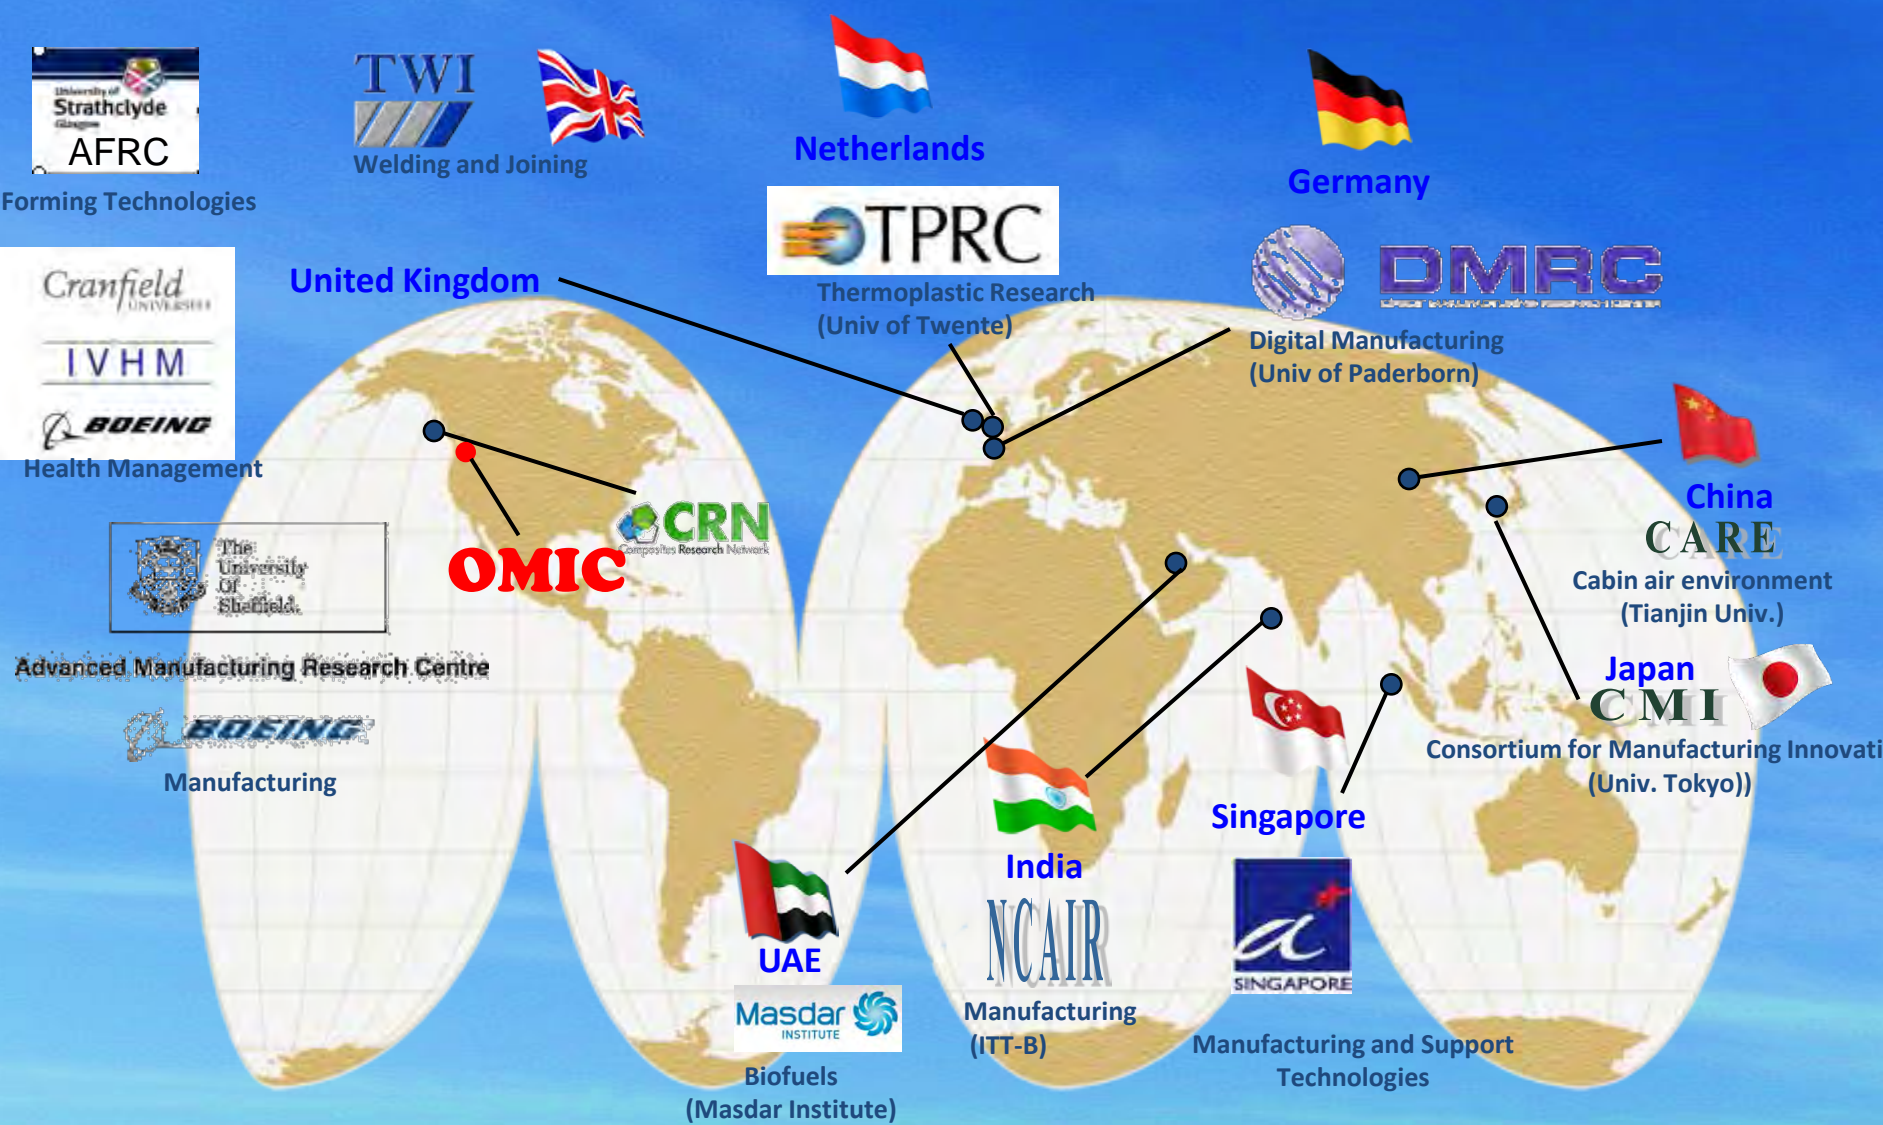 University of
Strathclyde
Glasgow
AFRC
Forming Technologies
TWI
Welding and Joining
Netherlands
TPRC
Thermoplastic Research
(Univ of Twente)
Germany
DMRC
Digital Manufacturing
(Univ of Paderborn)
United Kingdom
Cranfield
UNIVERSITY
IVHM
BOEING
Health Management
The
University
Of
Sheffield.
Advanced Manufacturing Research Centre
BOEING
Manufacturing
OMIC
CRN
Composites Research Network
China
CARE
Cabin air environment
(Tianjin Univ.)
Japan
CMI
Consortium for Manufacturing Innovati
(Univ. Tokyo))
Singapore
a
SINGAPORE
Manufacturing and Support
Technologies
India
NCAIR
Manufacturing
(ITT-B)
UAE
Masdar
INSTITUTE
Biofuels
(Masdar Institute)